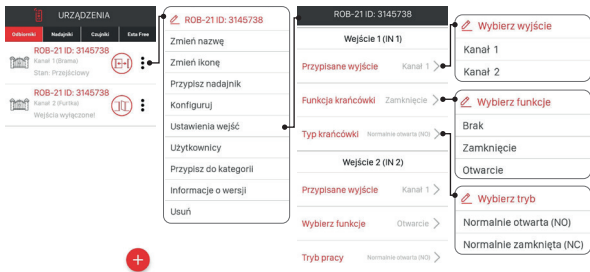 URZĄDZENIA
Odbiorniki Nadajniki Czujniki Exta Free
ROB-21 ID: 3145738
Kanał 1 (Brama)
Stan: Przejściowy
ROB-21 ID: 3145738
Kanał 2 (Furtka)
Wejścia wyłączone!
ROB-21 ID: 3145738
Zmień nazwę
Zmień ikonę
Przypisz nadajnik
Konfiguruj
Ustawienia wejść
Użytkownicy
Przypisz do kategorii
Informacje o wersji
Usuń
ROB-21 ID: 3145738
Wejście 1 (IN 1)
Przypisane wyjście Kanał 1
Funkcja krańcówki Zamknięcie
Typ krańcówki Normalnie otwarta (NO)
Wejście 2 (IN 2)
Przypisane wyjście Kanał 1
Wybierz funkcje Otwarcie
Tryb pracy Normalnie otwarta (NO)
Wybierz wyjście
Kanał 1
Kanał 2
Wybierz funkcje
Brak
Zamknięcie
Otwarcie
Wybierz tryb
Normalnie otwarta (NO)
Normalnie zamknięta (NC)